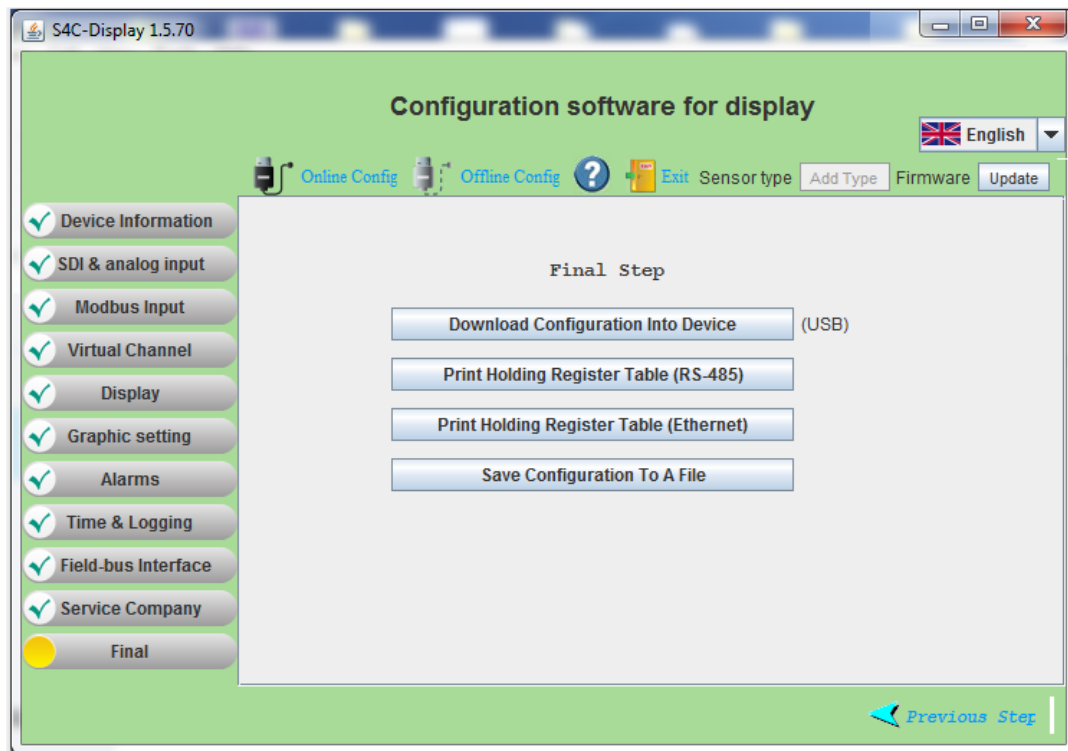 S4C-Display 1.5.70
Configuration software for display
English
Online Config Offline Config ? Exit Sensor type Add Type Firmware Update
Device Information
SDI & analog input
Modbus Input
Virtual Channel
Display
Graphic setting
Alarms
Time & Logging
Field-bus Interface
Service Company
Final
Final Step
Download Configuration Into Device (USB)
Print Holding Register Table (RS-485)
Print Holding Register Table (Ethernet)
Save Configuration To A File
Previous Step